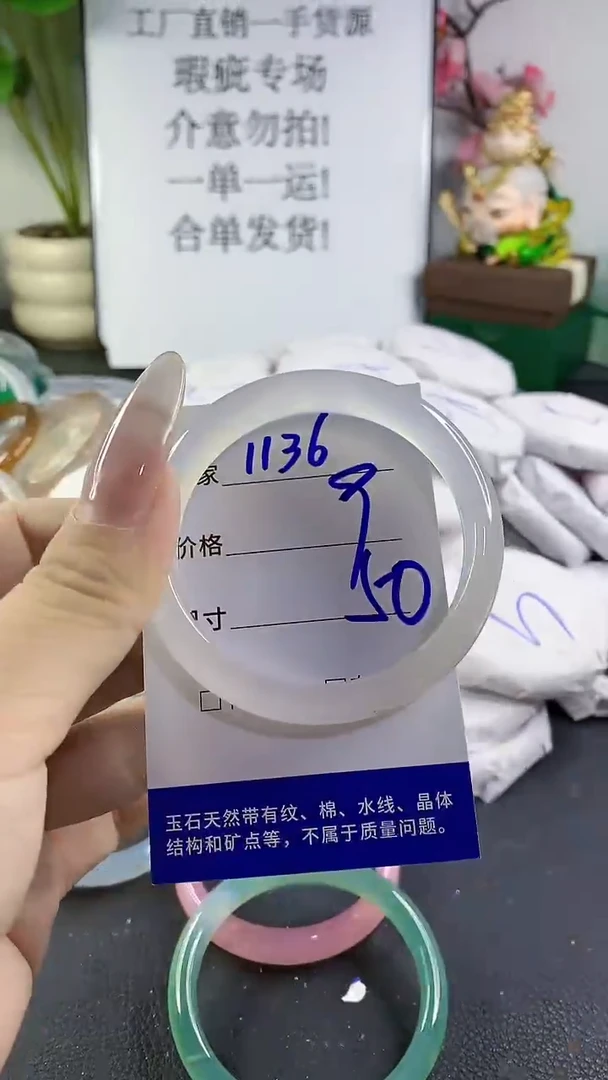 工厂直销一手货源
瑕疵专场
介意勿拍!
一单一运!
合单发货!
家 1136
价格
寸 50
玉石天然带有纹、棉、水线、晶体
结构和矿点等，不属于质量问题。